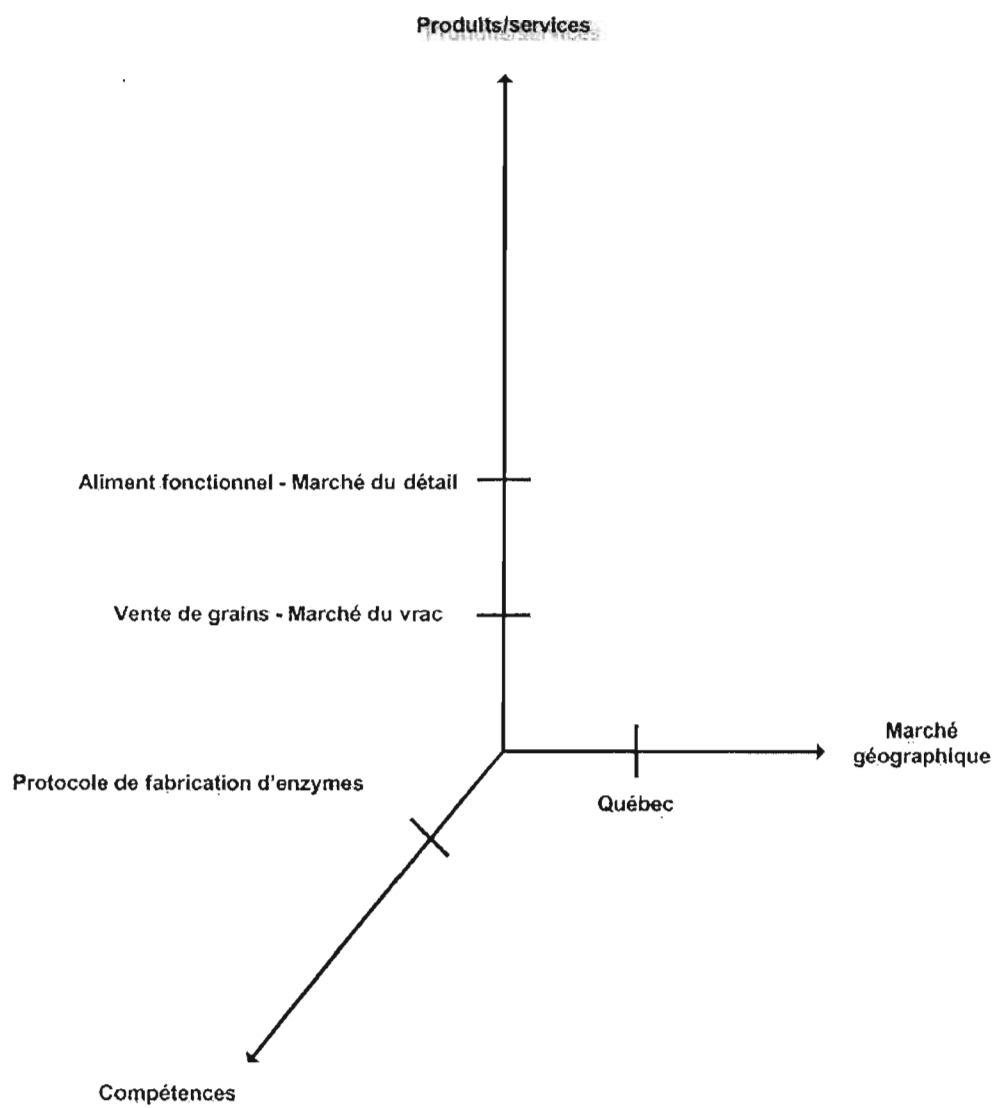 Produits/services
Aliment fonctionnel - Marché du détail
Vente de grains - Marché du vrac
Marché
géographique
Protocole de fabrication d'enzymes
Québec
Compétences